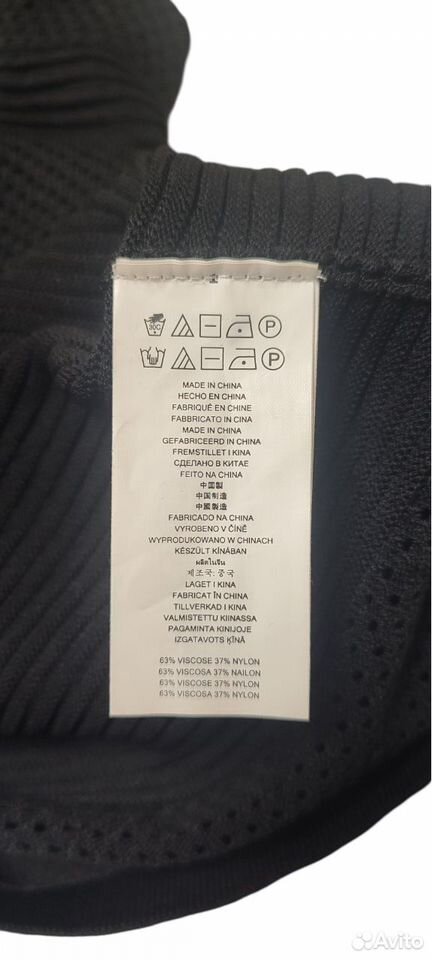 30C P
P
MADE IN CHINA
HECHO EN CHINA
FABRIQUÉ EN CHINE
FABBRICATO IN CINA
MADE IN CHINA
GEFABRICEERD IN CHINA
FREMSTILLET I KINA
СДЕЛАНО В КИТАЕ
FEITO NA CHINA
中国製
中国制造
中國製造
FABRICADO NA CHINA
VYROBENO V ČÍNĚ
WYPRODUKOWANO W CHINACH
KÉSZÜLT KÍNÁBAN
ผลิตในจีน
제조국: 중국
LAGET I KINA
FABRICAT ÎN CHINA
TILLVERKAD I KINA
VALMISTETTU KIINASSA
PAGAMINTA KINIJOJE
IZGATAVOTS ĶĪNĀ
63% VISCOSE 37% NYLON
63% VISCOSA 37% NAILON
63% VISCOSE 37% NYLON
63% VISCOSA 37% NYLON
Avito